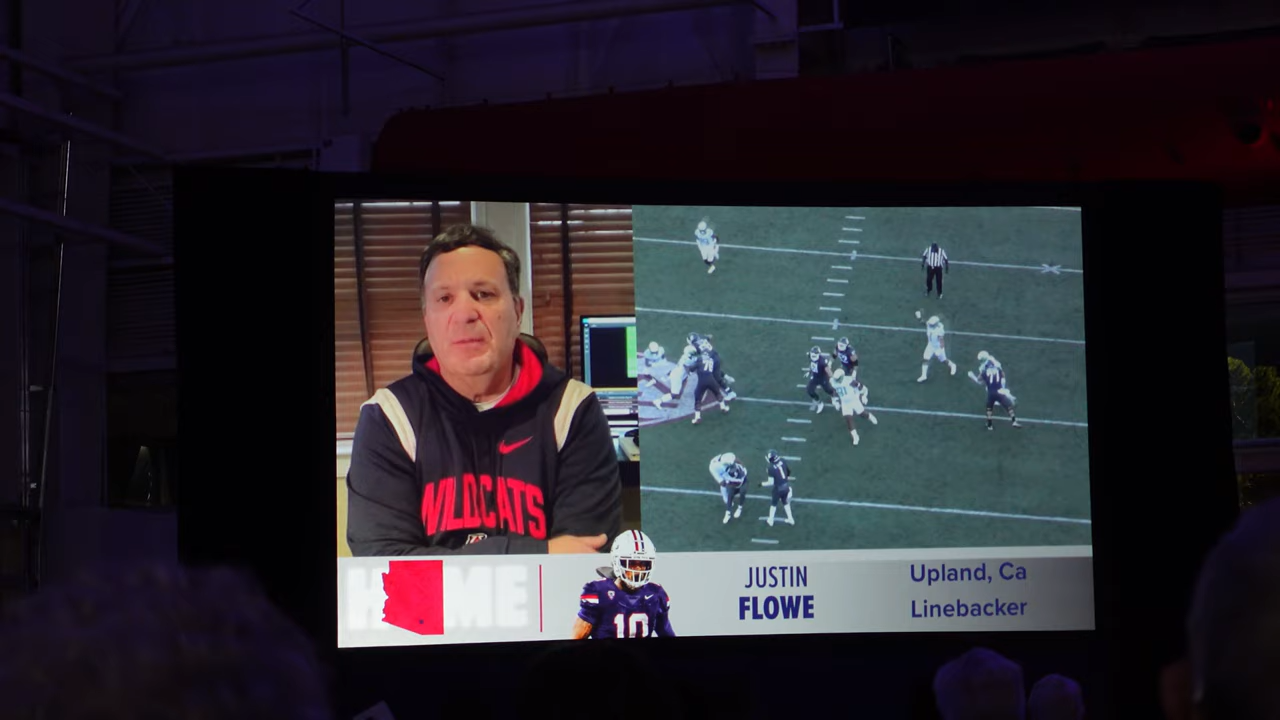 WILDCATS
HOME
10
JUSTIN
FLOWE
Upland, Ca
Linebacker